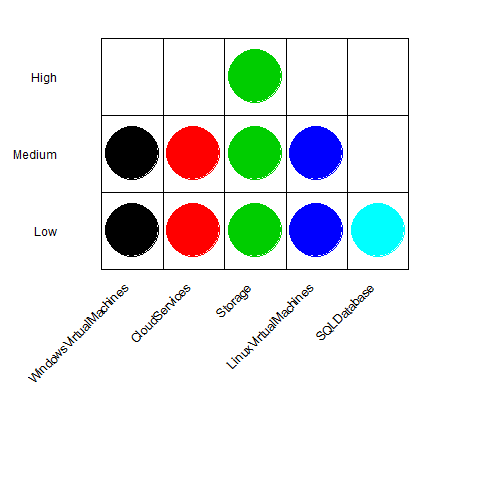 High
Medium
Low
WindowsVirtualMachines
CloudServices
Storage
LinuxVirtualMachines
SQLDatabase